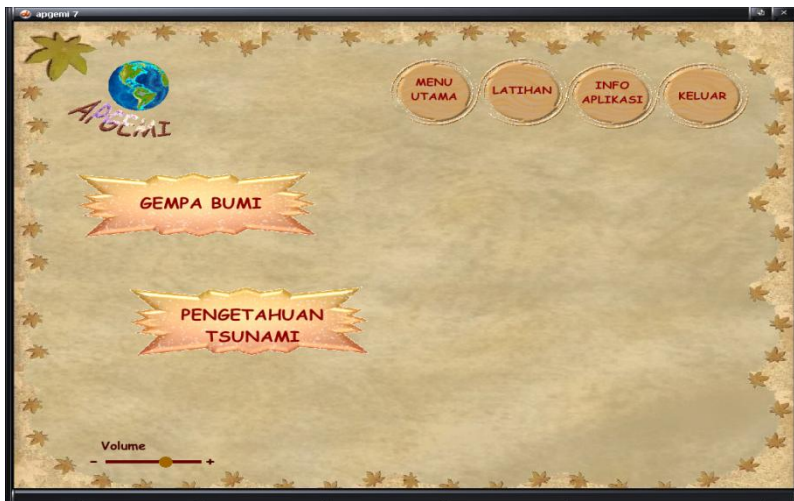 apgemi 7
APGEMI
MENU
UTAMA
LATIHAN
INFO
APLIKASI
KELUAR
GEMPA BUMI
PENGETAHUAN
TSUNAMI
Volume
- +